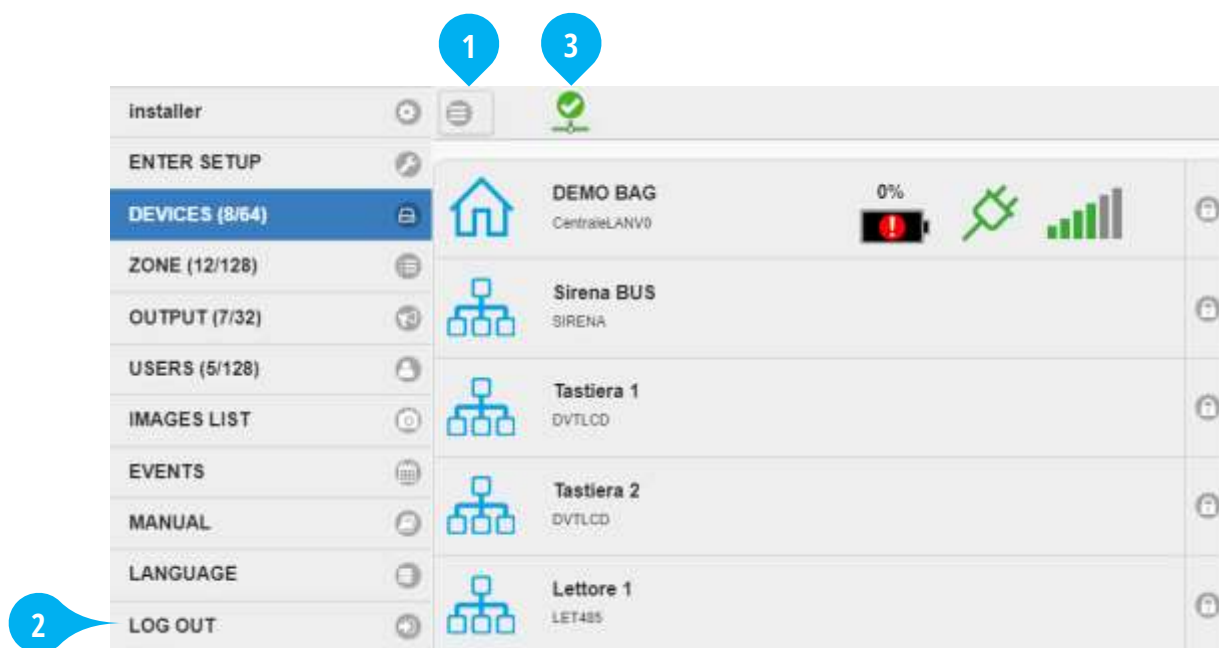 1
3
installer
ENTER SETUP
DEVICES (8/64)
ZONE (12/128)
OUTPUT (7/32)
USERS (5/128)
IMAGES LIST
EVENTS
MANUAL
LANGUAGE
2
LOG OUT
DEMO BAG
CentraleLANV0
0%
Sirena BUS
SIRENA
Tastiera 1
DVTLCD
Tastiera 2
DVTLCD
Lettore 1
LET485